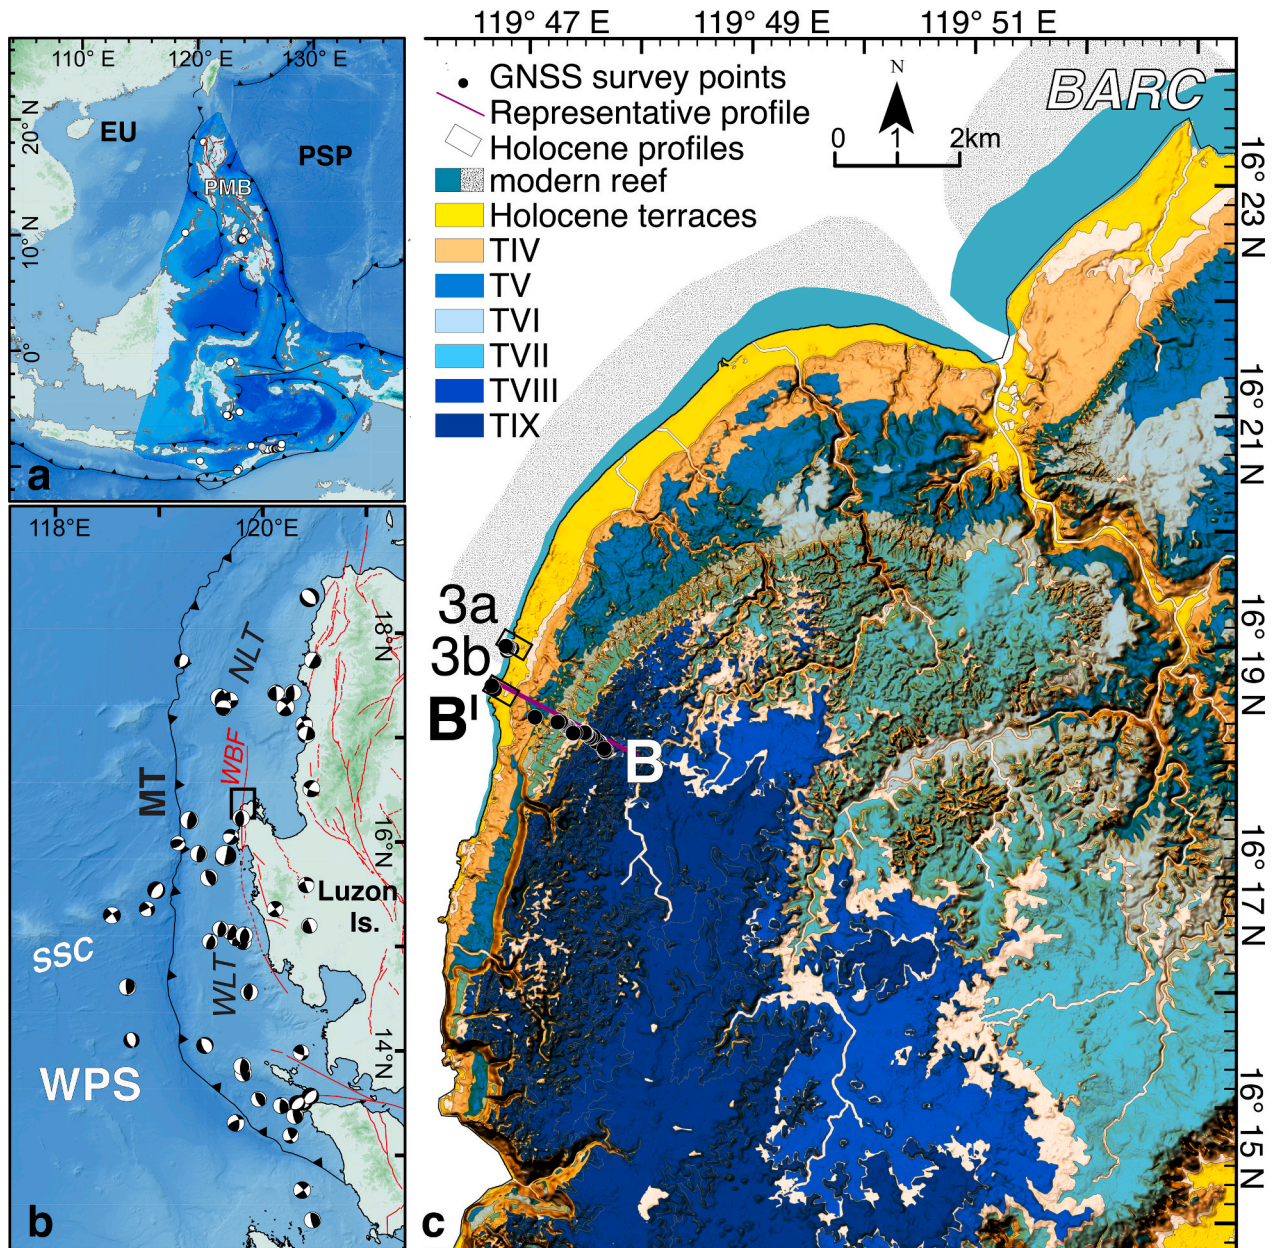 110° E
120° E
130° E
20° N
10° N
0°
EU
PSP
PMB
a
118°E
120°E
18°N
16°N
14°N
NLT
WBF
MT
Luzon
Is.
SSC
WLT
WPS
b
119° 47 E
119° 49 E
119° 51 E
GNSS survey points
Representative profile
Holocene profiles
modern reef
Holocene terraces
TIV
TV
TVI
TVII
TVIII
TIX
N
0 1 2km
BARC
16° 23 N
16° 21 N
16° 19 N
16° 17 N
16° 15 N
3a
3b
B'
B
c